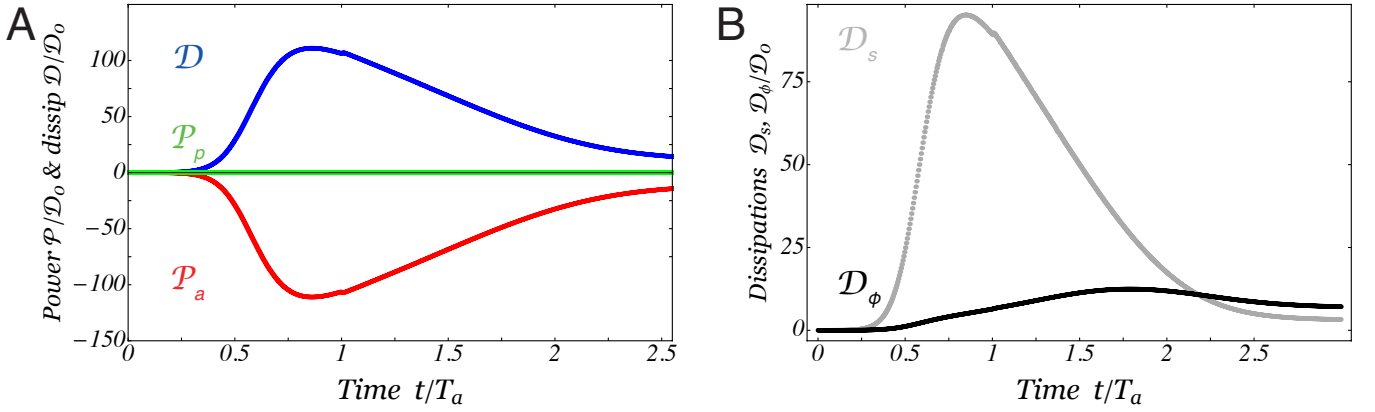 A
Power 𝒫/𝒟ₒ & dissip 𝒟/𝒟ₒ
100
50
0
−50
−100
−150
𝒟
𝒫ₚ
𝒫ₐ
0
0.5
1
1.5
2
2.5
Time t/Tₐ
B
Dissipations 𝒟ₛ, 𝒟ᵩ/𝒟ₒ
75
50
25
0
𝒟ₛ
𝒟ᵩ
0
0.5
1
1.5
2
2.5
Time t/Tₐ